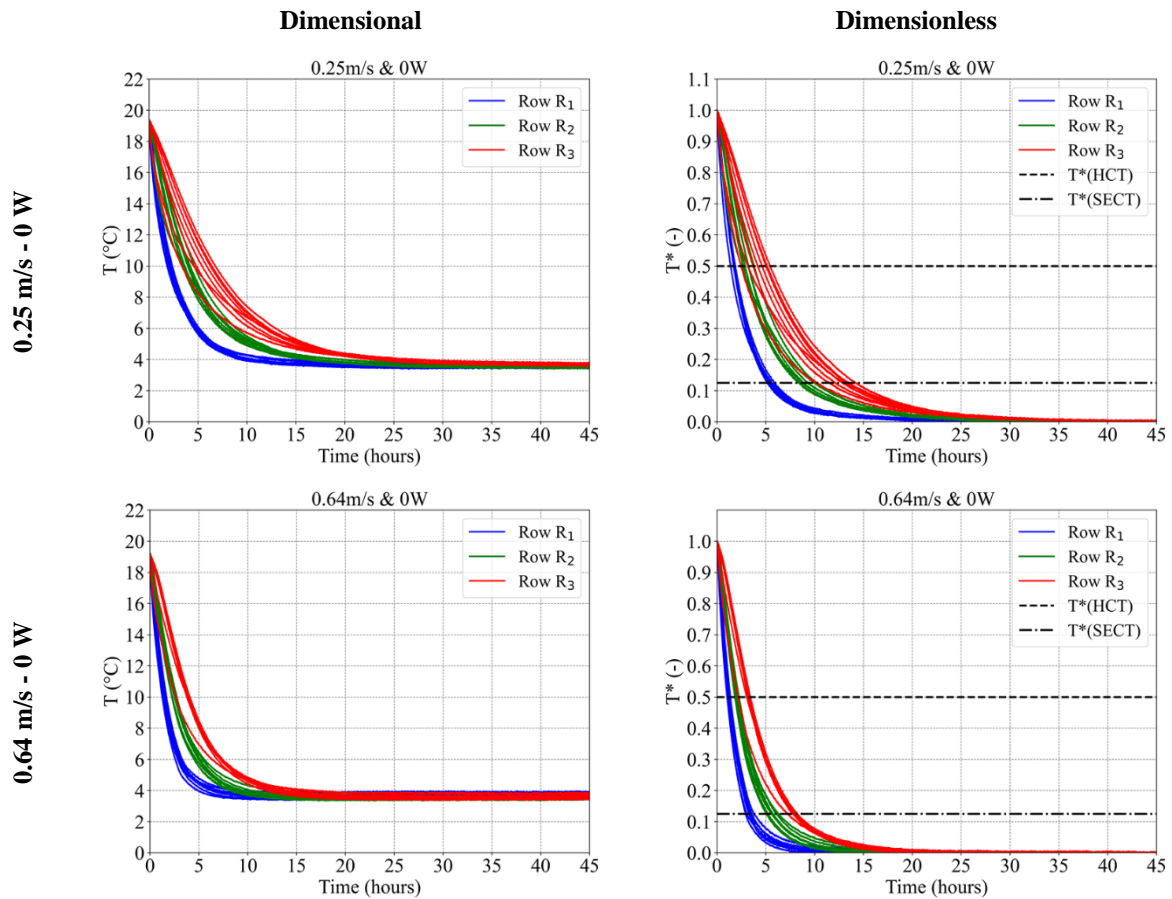 Dimensional
Dimensionless
0.25 m/s - 0 W
0.25m/s & 0W
22
20
18
16
14
12
10
8
6
4
2
0
T (°C)
Row R₁
Row R₂
Row R₃
0 5 10 15 20 25 30 35 40 45
Time (hours)
0.25m/s & 0W
1.1
1.0
0.9
0.8
0.7
0.6
0.5
0.4
0.3
0.2
0.1
0.0
T* (-)
Row R₁
Row R₂
Row R₃
T*(HCT)
T*(SECT)
0 5 10 15 20 25 30 35 40 45
Time (hours)
0.64 m/s - 0 W
0.64m/s & 0W
22
20
18
16
14
12
10
8
6
4
2
0
T (°C)
Row R₁
Row R₂
Row R₃
0 5 10 15 20 25 30 35 40 45
Time (hours)
0.64m/s & 0W
1.0
0.9
0.8
0.7
0.6
0.5
0.4
0.3
0.2
0.1
0.0
T* (-)
Row R₁
Row R₂
Row R₃
T*(HCT)
T*(SECT)
0 5 10 15 20 25 30 35 40 45
Time (hours)